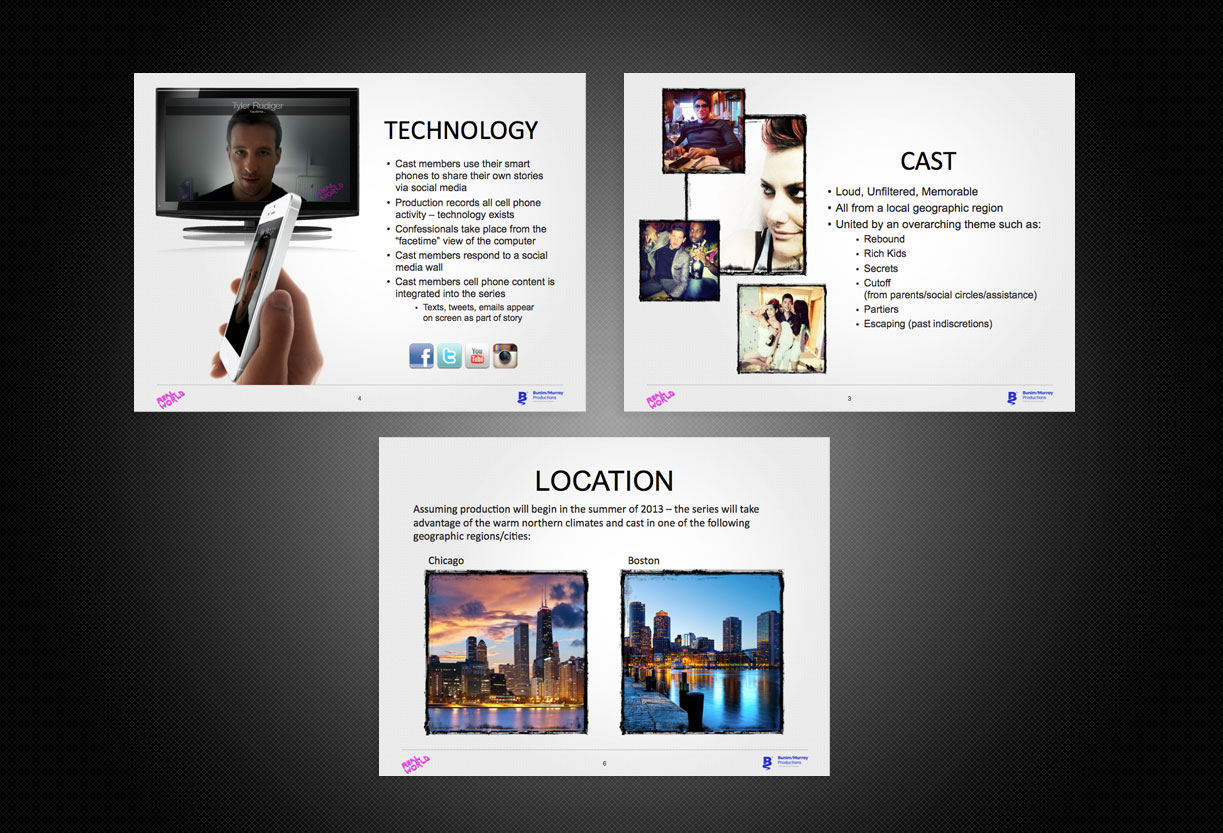 Tyler Rudiger
TECHNOLOGY
• Cast members use their smart
phones to share their own stories
via social media
• Production records all cell phone
activity – technology exists
• Confessionals take place from the
“facetime” view of the computer
• Cast members respond to a social
media wall
• Cast members cell phone content is
integrated into the series
• Texts, tweets, emails appear
on screen as part of story
f
t
You
Tube
REAL
WORLD
4
B
Bunim/Murray
Productions
CAST
• Loud, Unfiltered, Memorable
• All from a local geographic region
• United by an overarching theme such as:
• Rebound
• Rich Kids
• Secrets
• Cutoff
(from parents/social circles/assistance)
• Partiers
• Escaping (past indiscretions)
REAL
WORLD
3
B
Bunim/Murray
Productions
LOCATION
Assuming production will begin in the summer of 2013 – the series will take
advantage of the warm northern climates and cast in one of the following
geographic regions/cities:
Chicago
Boston
REAL
WORLD
6
B
Bunim/Murray
Productions